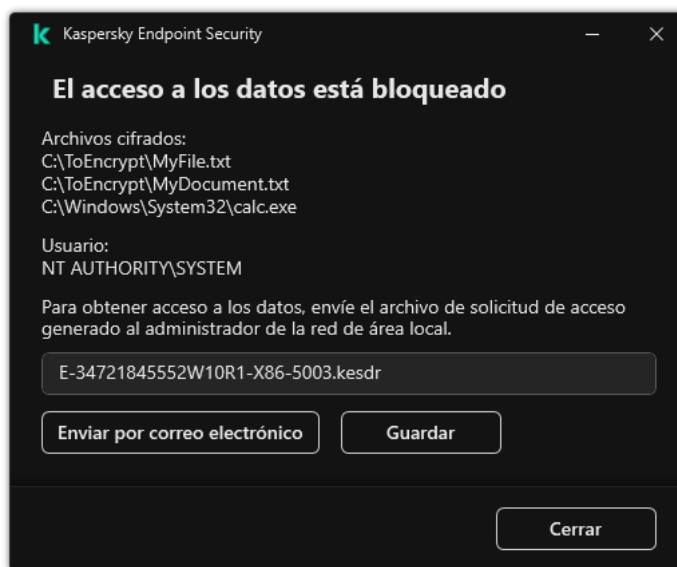 Kaspersky Endpoint Security
El acceso a los datos está bloqueado
Archivos cifrados:
C:\ToEncrypt\MyFile.txt
C:\ToEncrypt\MyDocument.txt
C:\Windows\System32\calc.exe
Usuario:
NT AUTHORITY\SYSTEM
Para obtener acceso a los datos, envíe el archivo de solicitud de acceso
generado al administrador de la red de área local.
E-34721845552W10R1-X86-5003.kesdr
Enviar por correo electrónico
Guardar
Cerrar